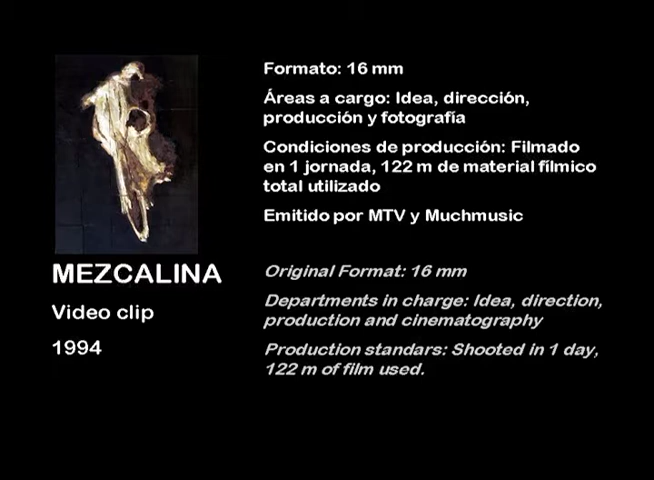 Formato: 16 mm
Áreas a cargo: Idea, dirección,
producción y fotografía
Condiciones de producción: Filmado
en 1 jornada, 122 m de material fílmico
total utilizado
Emitido por MTV y Muchmusic
MEZCALINA
Video clip
1994
Original Format: 16 mm
Departments in charge: Idea, direction,
production and cinematography
Production standars: Shooted in 1 day,
122 m of film used.